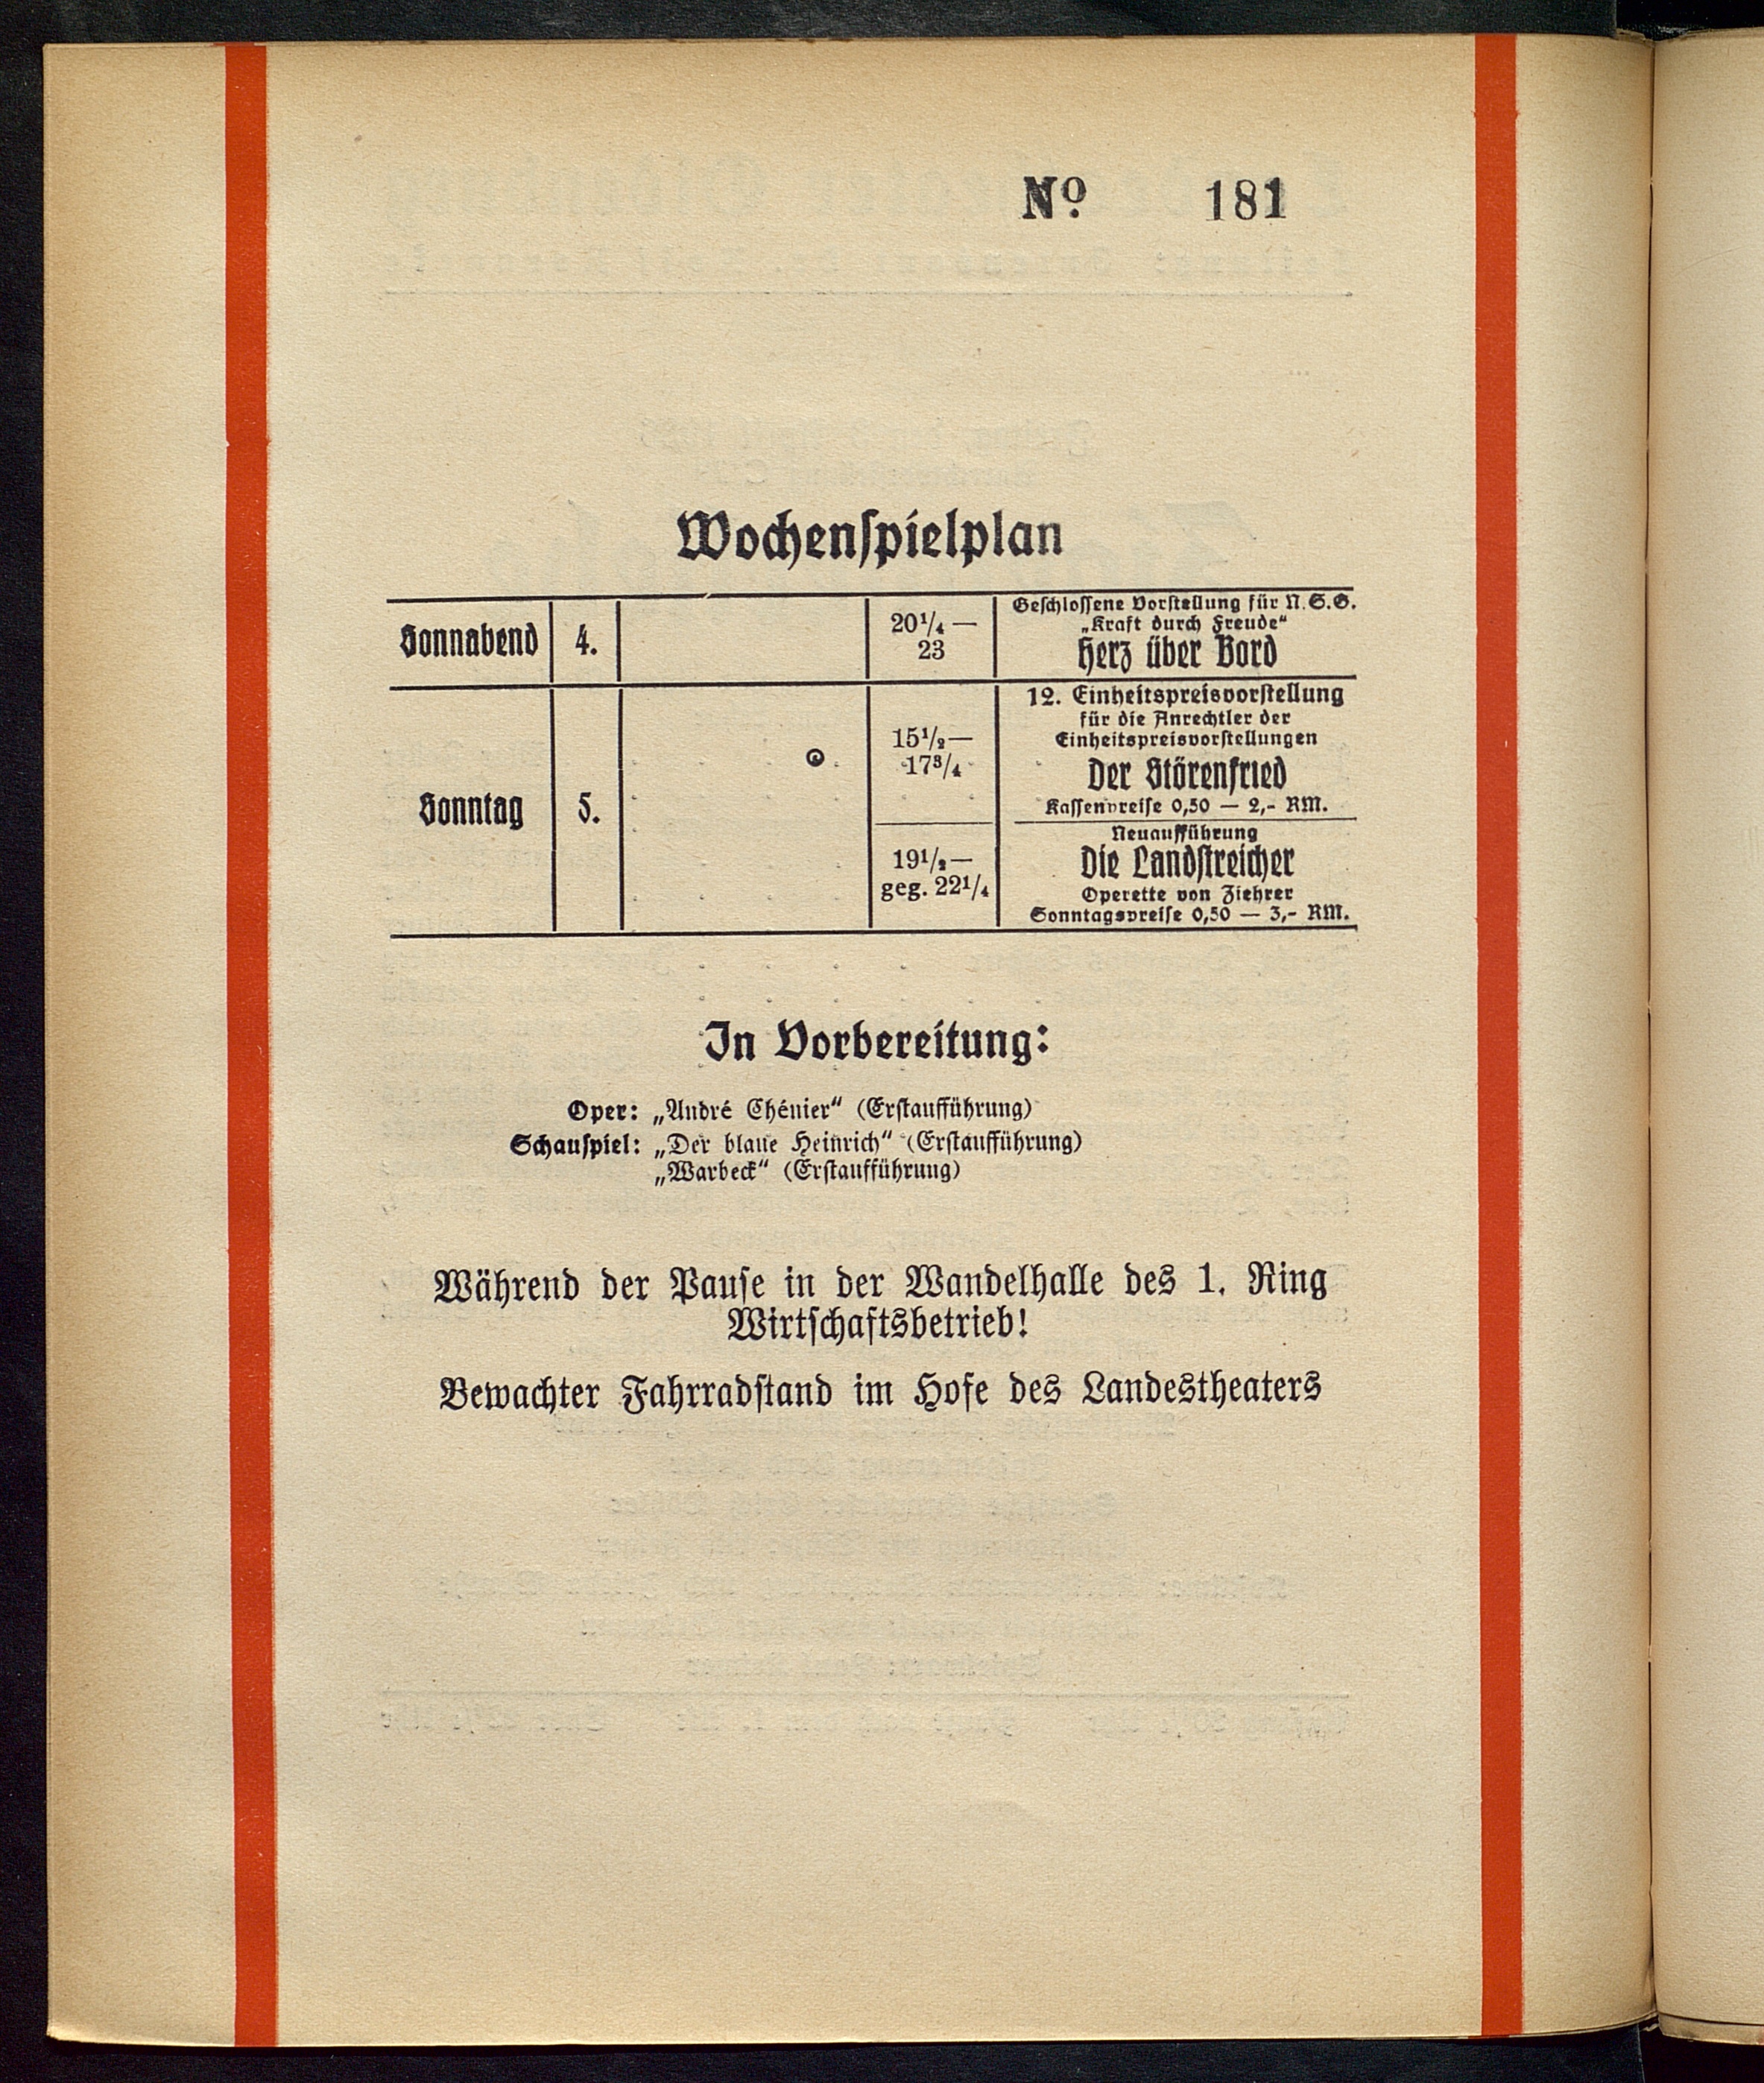 Nº 181
Wochenspielplan
Sonnabend 4. 20¼— 23
Geschlossene Vorstellung für N.S.G.
„Kraft durch Freude“
Herz über Bord
Sonntag 5.
15½— 17¾
12. Einheitspreisvorstellung
für die Anrechtler der
Einheitspreisvorstellungen
Der Störenfried
Kassenpreise 0,50 — 2,- RM.
19½— geg. 22¼
Neuaufführung
Die Landstreicher
Operette von Ziehrer
Sonntagspreise 0,50 — 3,- RM.
In Vorbereitung:
Oper: „André Chénier“ (Erstaufführung)
Schauspiel: „Der blaue Heinrich“ (Erstaufführung)
„Warbeck“ (Erstaufführung)
Während der Pause in der Wandelhalle des 1. Ring
Wirtschaftsbetrieb!
Bewachter Fahrradstand im Hofe des Landestheaters